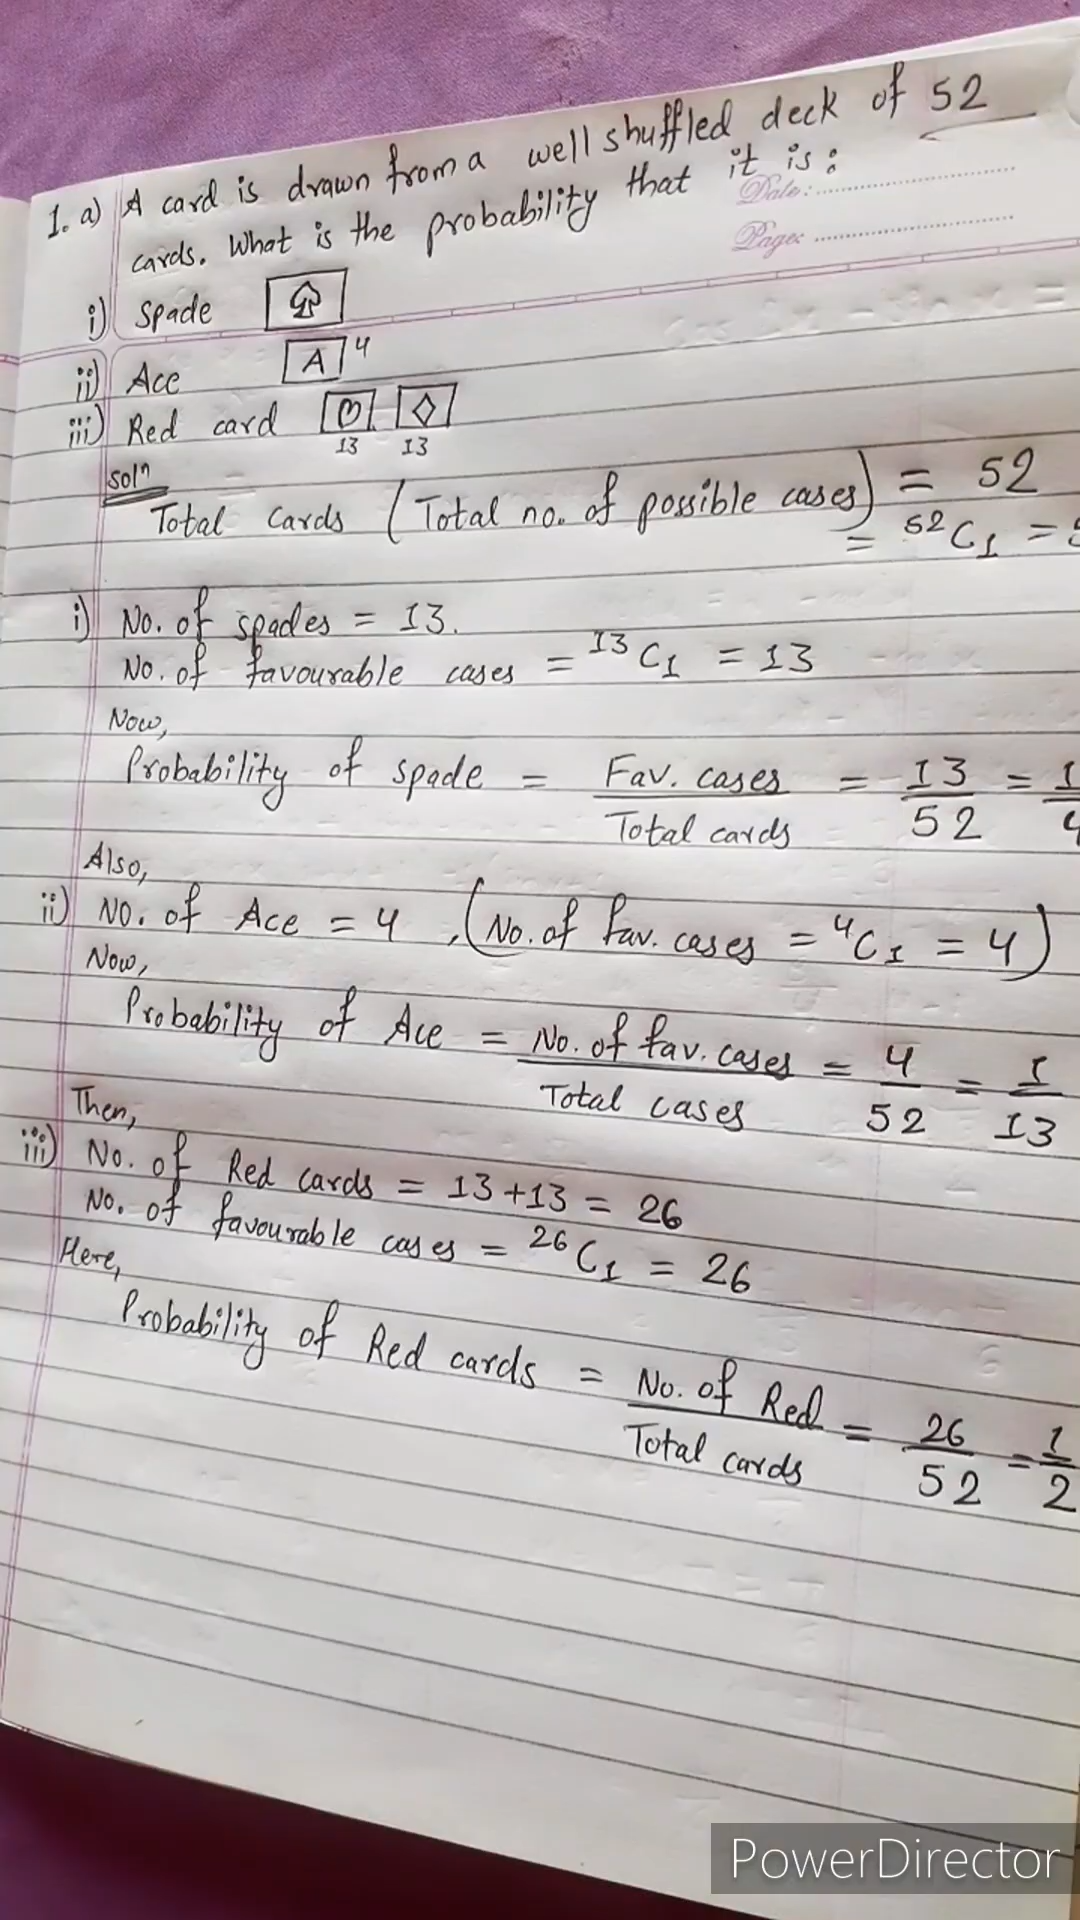 1. a) A card is drawn from a well shuffled deck of 52
cards. What is the probability that it is :
Date:
Page:
i) Spade
ii) Ace A 4
iii) Red card
13 13
Solⁿ
Total Cards (Total no. of possible cases) = 52
= ⁵²C₁ =
i) No. of spades = 13.
No. of favourable cases = ¹³C₁ = 13
Now,
Probability of spade = Fav. cases / Total cards = 13/52 = 1/4
Also,
ii) No. of Ace = 4, (No. of fav. cases = ⁴C₁ = 4)
Now,
Probability of Ace = No. of fav. cases / Total cases = 4/52 = 1/13
Then,
iii) No. of Red cards = 13+13 = 26
No. of favourable cases = ²⁶C₁ = 26
Here,
Probability of Red cards = No. of Red / Total cards = 26/52 = 1/2
PowerDirector